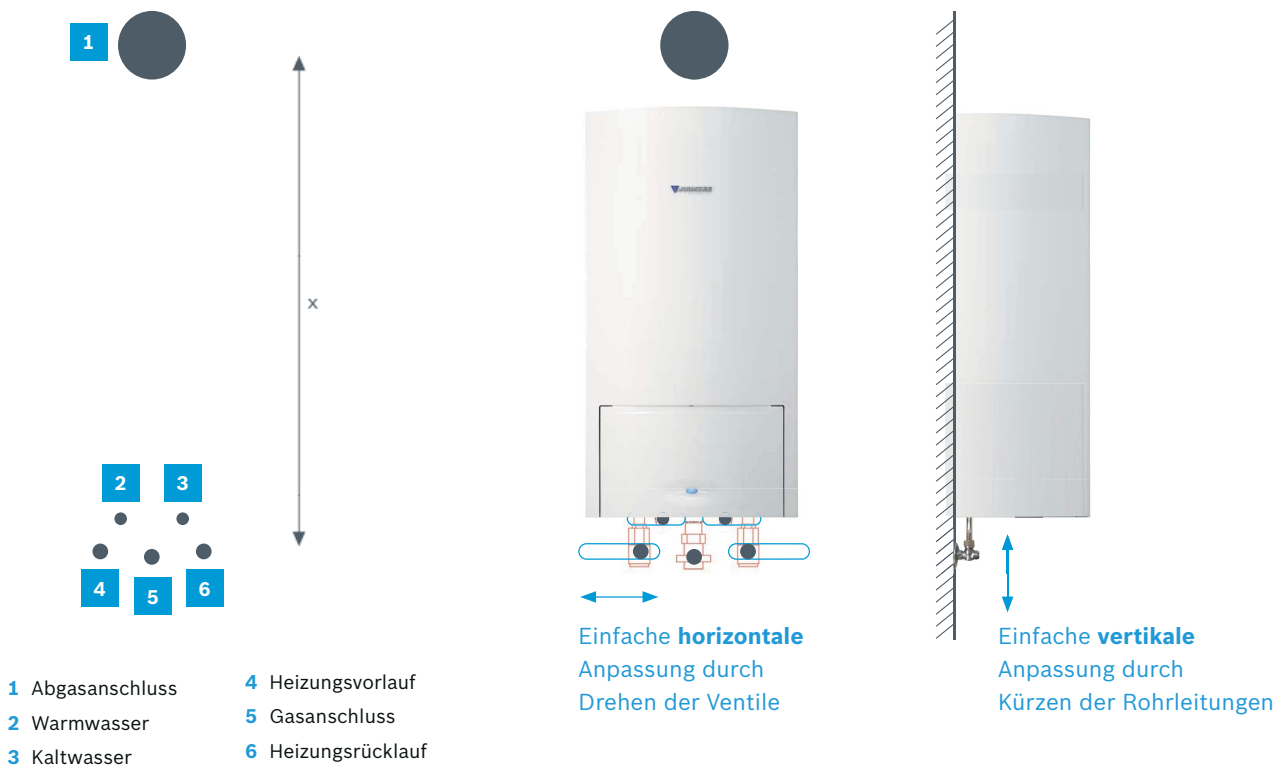 1
x
2
3
4
5
6
JUNKERS
Einfache horizontale
Anpassung durch
Drehen der Ventile
Einfache vertikale
Anpassung durch
Kürzen der Rohrleitungen
1 Abgasanschluss
2 Warmwasser
3 Kaltwasser
4 Heizungsvorlauf
5 Gasanschluss
6 Heizungsrücklauf